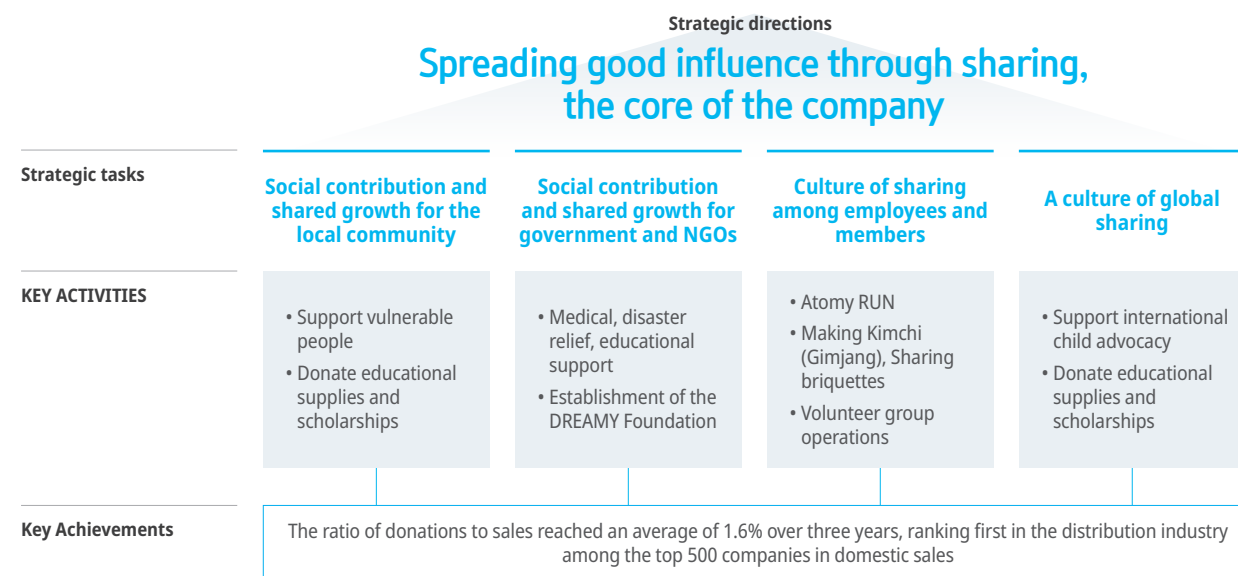 Strategic directions
Spreading good influence through sharing,
the core of the company
Strategic tasks
Social contribution and
shared growth for the
local community
Social contribution
and shared growth for
government and NGOs
Culture of sharing
among employees and
members
A culture of global
sharing
KEY ACTIVITIES
• Support vulnerable
people
• Donate educational
supplies and
scholarships
• Medical, disaster
relief, educational
support
• Establishment of the
DREAMY Foundation
• Atomy RUN
• Making Kimchi
(Gimjang), Sharing
briquettes
• Volunteer group
operations
• Support international
child advocacy
• Donate educational
supplies and
scholarships
Key Achievements
The ratio of donations to sales reached an average of 1.6% over three years, ranking first in the distribution industry
among the top 500 companies in domestic sales